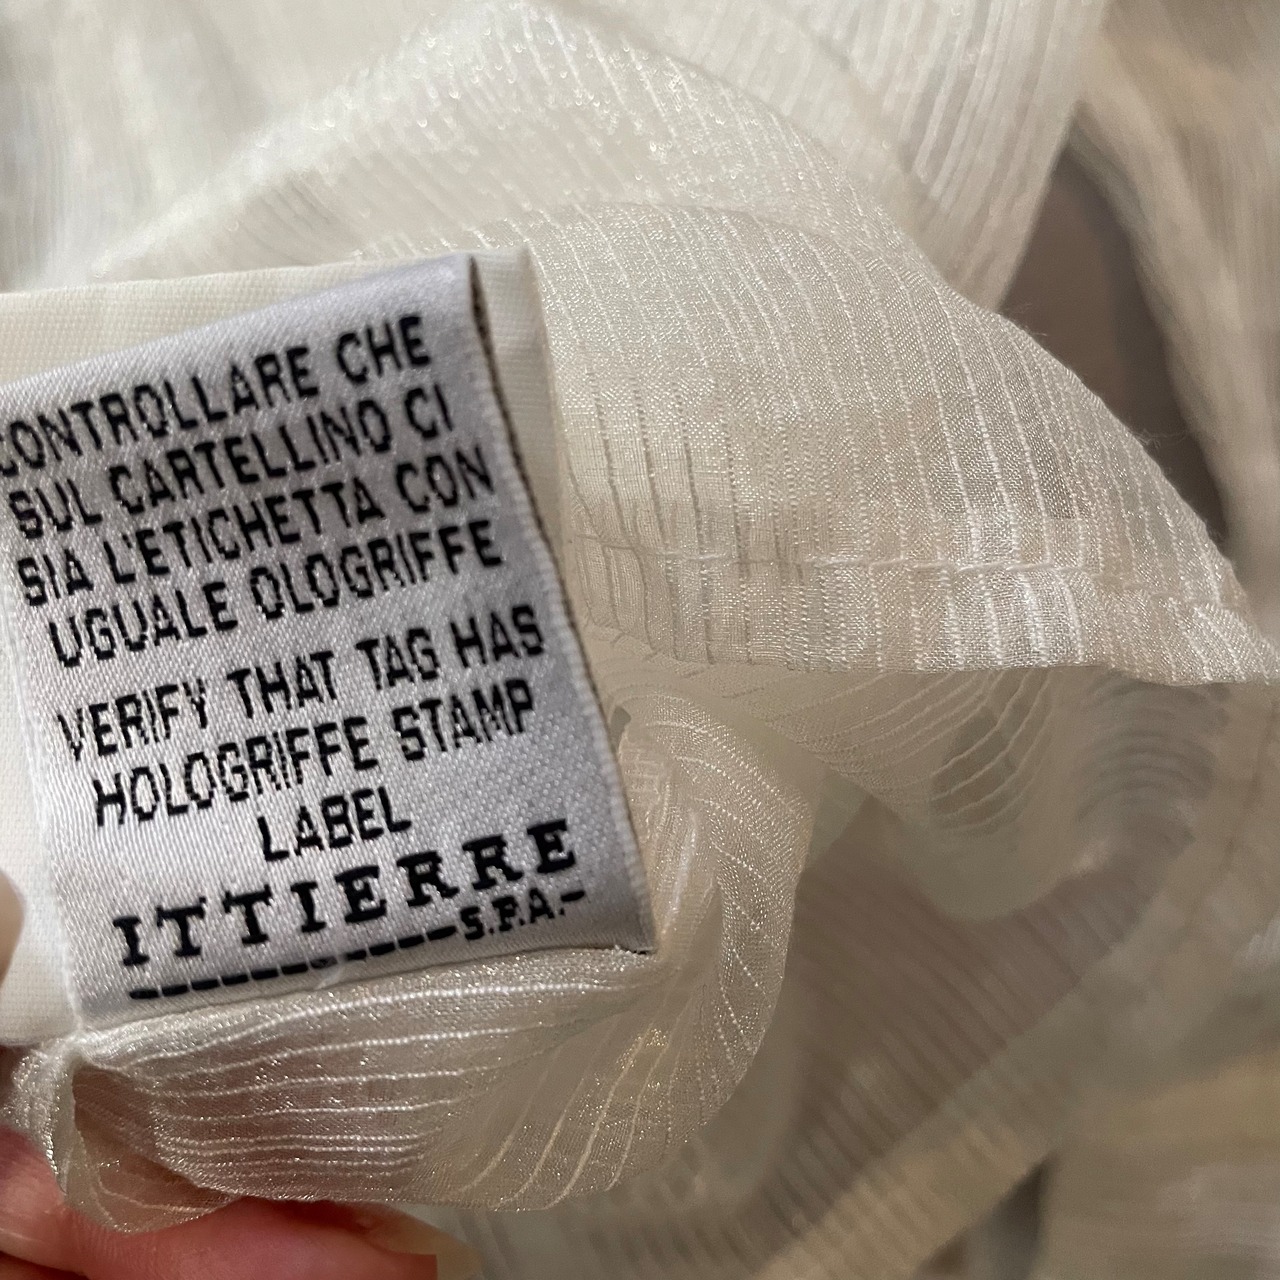 CONTROLLARE CHE
SUL CARTELLINO CI
SIA L'ETICHETTA CON
UGUALE OLOGRIFFE
VERIFY THAT TAG HAS
HOLOGRIFFE STAMP
LABEL
ITTIERRE
S.P.A.